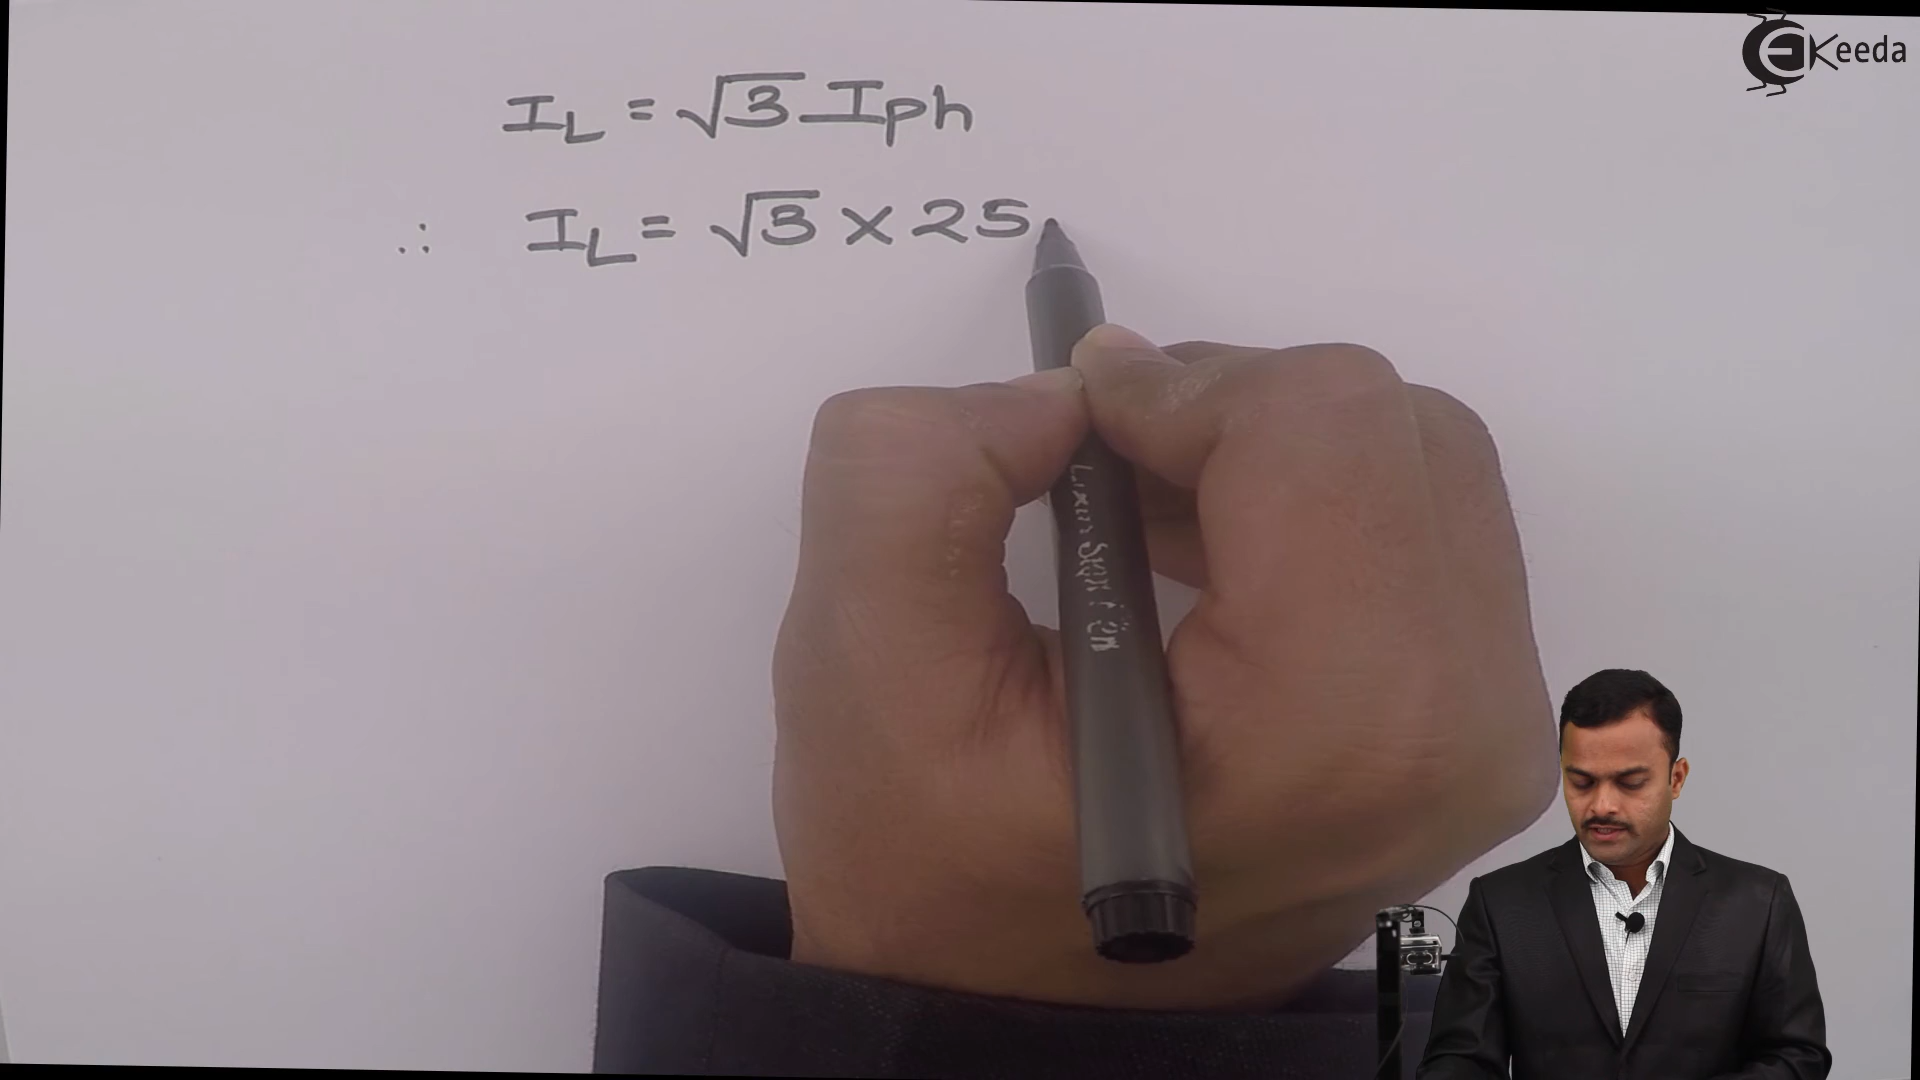 Keeda
I_L = √3 Iph
∴ I_L = √3 × 25